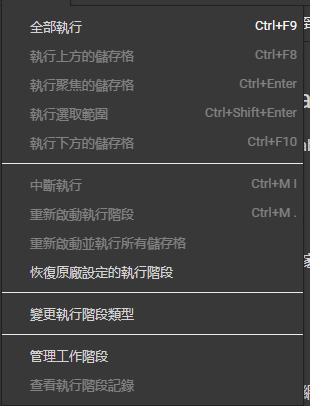 全部執行 Ctrl+F9
執行上方的儲存格 Ctrl+F8
執行聚焦的儲存格 Ctrl+Enter
執行選取範圍 Ctrl+Shift+Enter
執行下方的儲存格 Ctrl+F10
中斷執行 Ctrl+M I
重新啟動執行階段 Ctrl+M .
重新啟動並執行所有儲存格
恢復原廠設定的執行階段
變更執行階段類型
管理工作階段
查看執行階段記錄